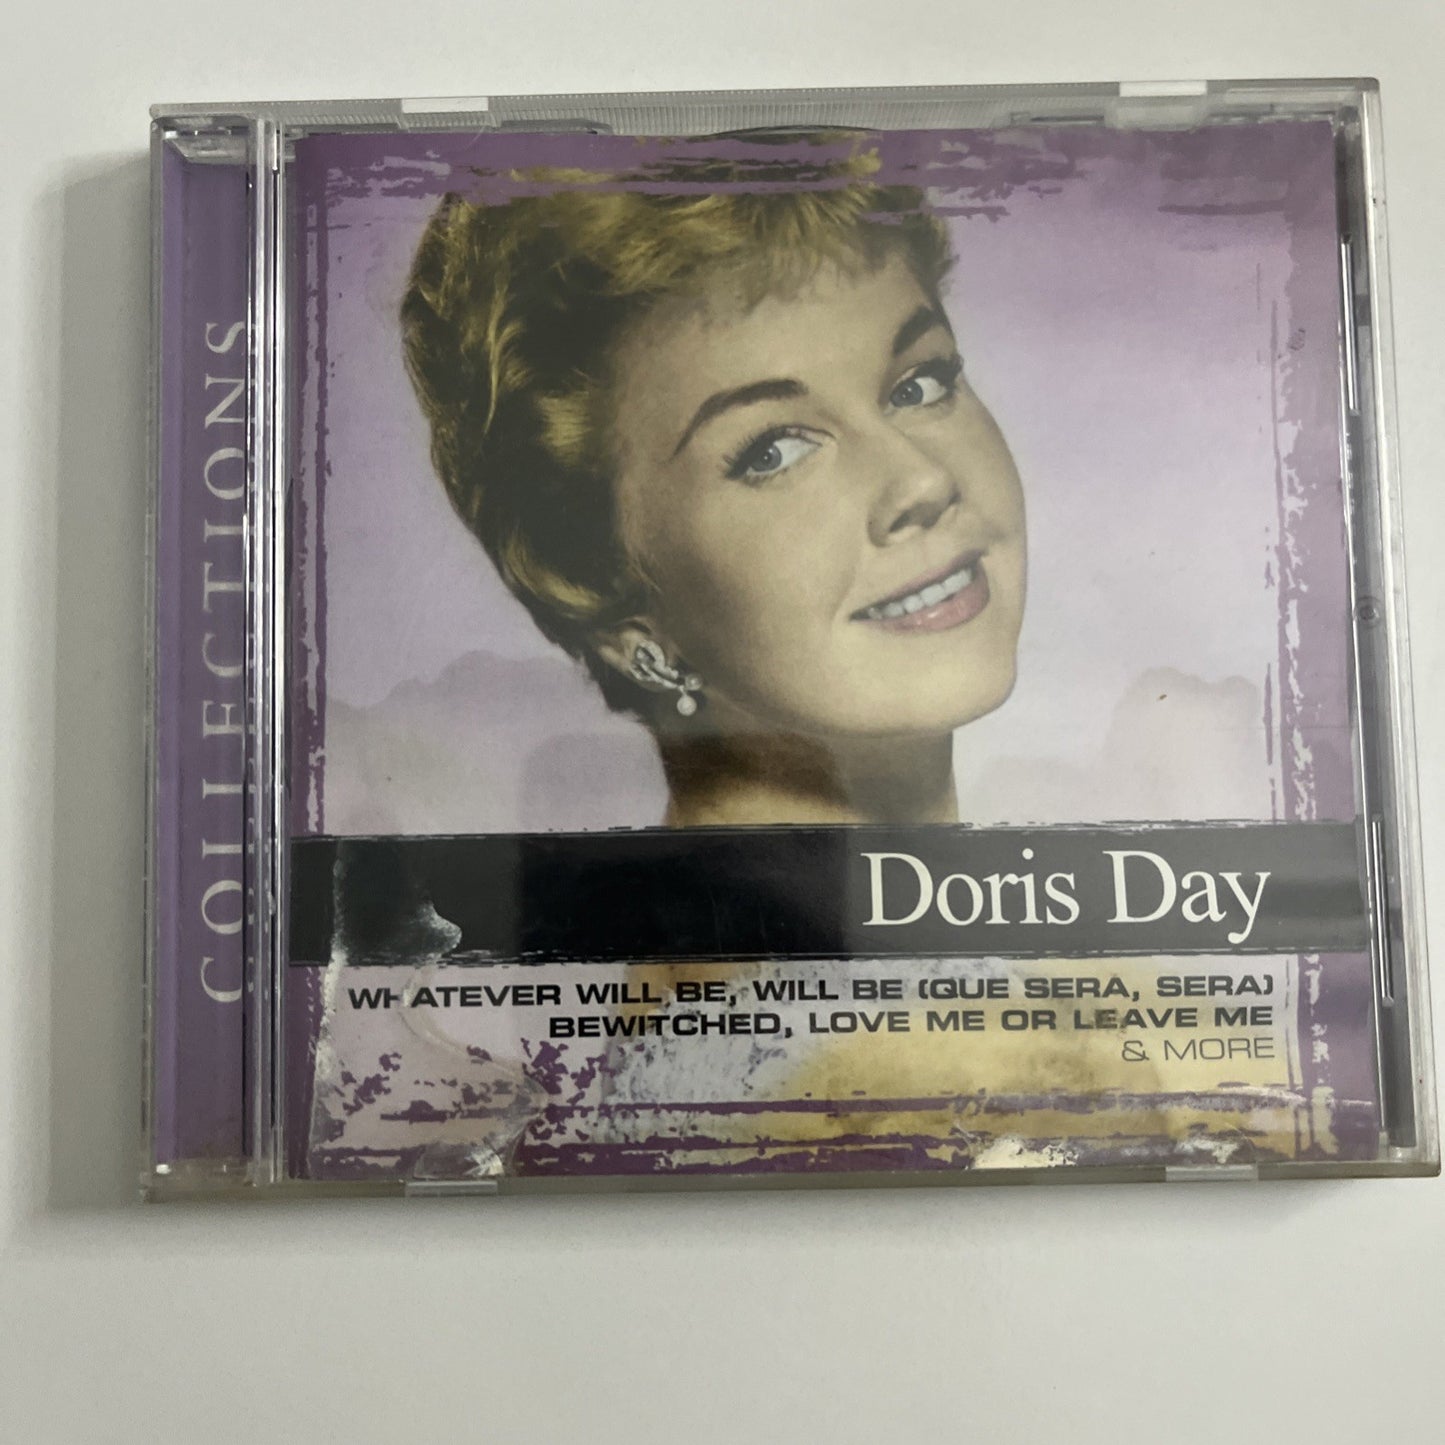 COLLECTIONS
Doris Day
WHATEVER WILL BE, WILL BE (QUE SERA, SERA)
BEWITCHED, LOVE ME OR LEAVE ME
& MORE